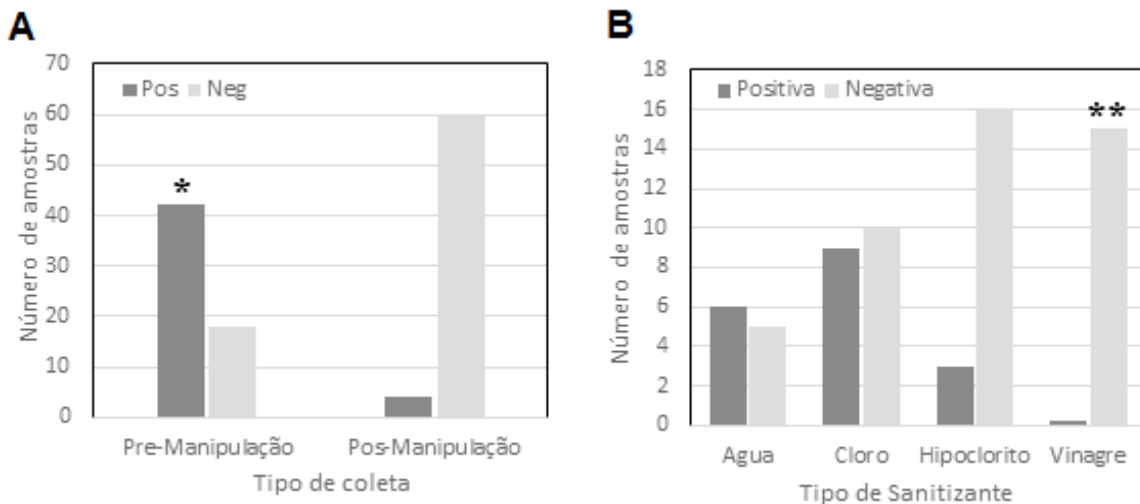 A
Número de amostras
70
60
50
40
30
20
10
0
Pos Neg
*
Pre-Manipulação Pos-Manipulação
Tipo de coleta
B
Número de amostras
18
16
14
12
10
8
6
4
2
0
Positiva Negativa
**
Agua Cloro Hipoclorito Vinagre
Tipo de Sanitizante